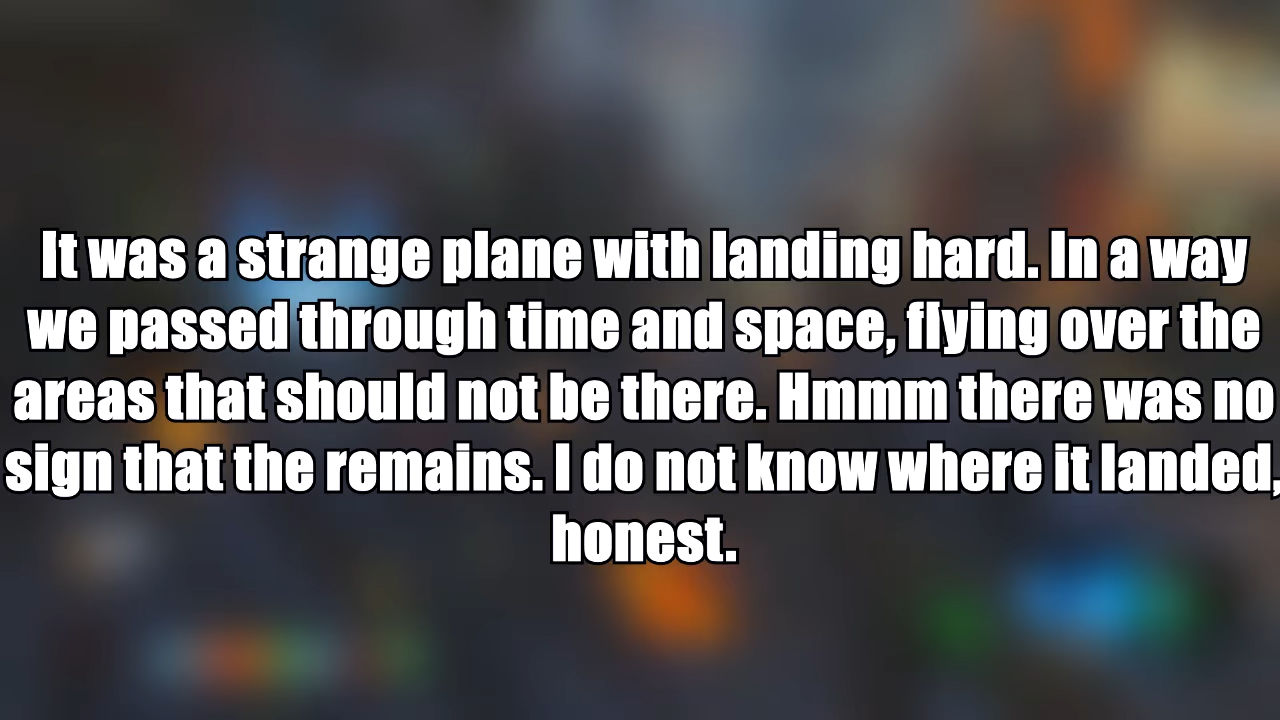 It was a strange plane with landing hard. In a way
we passed through time and space, flying over the
areas that should not be there. Hmmm there was no
sign that the remains. I do not know where it landed,
honest.